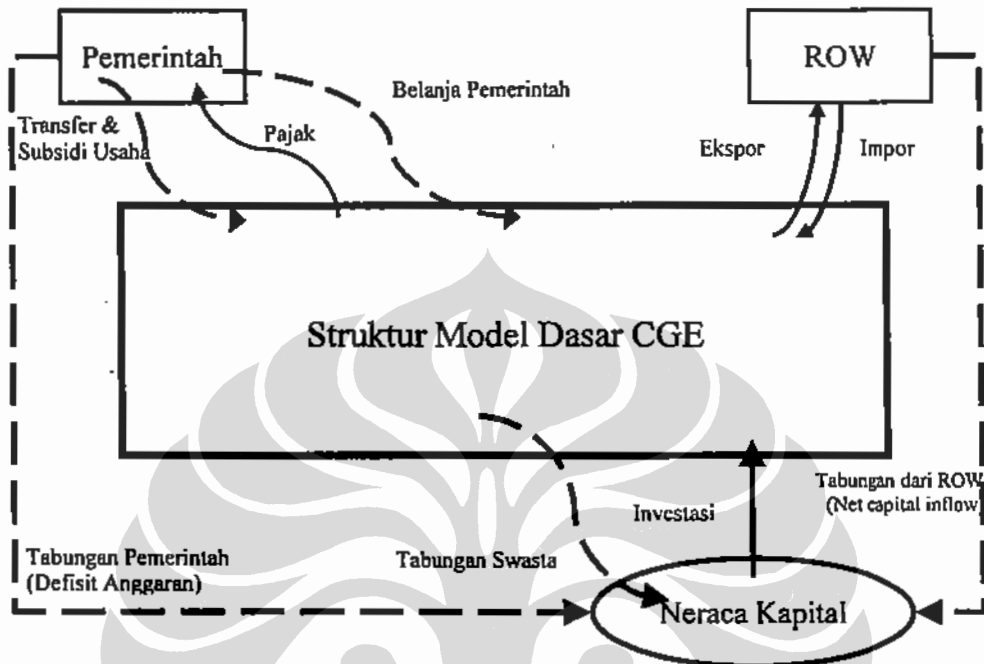 Pemerintah
ROW
Belanja Pemerintah
Transfer &
Subsidi Usaha
Pajak
Ekspor
Impor
Struktur Model Dasar CGE
Tabungan dari ROW
(Net capital inflow)
Investasi
Tabungan Pemerintah
(Defisit Anggaran)
Tabungan Swasta
Neraca Kapital